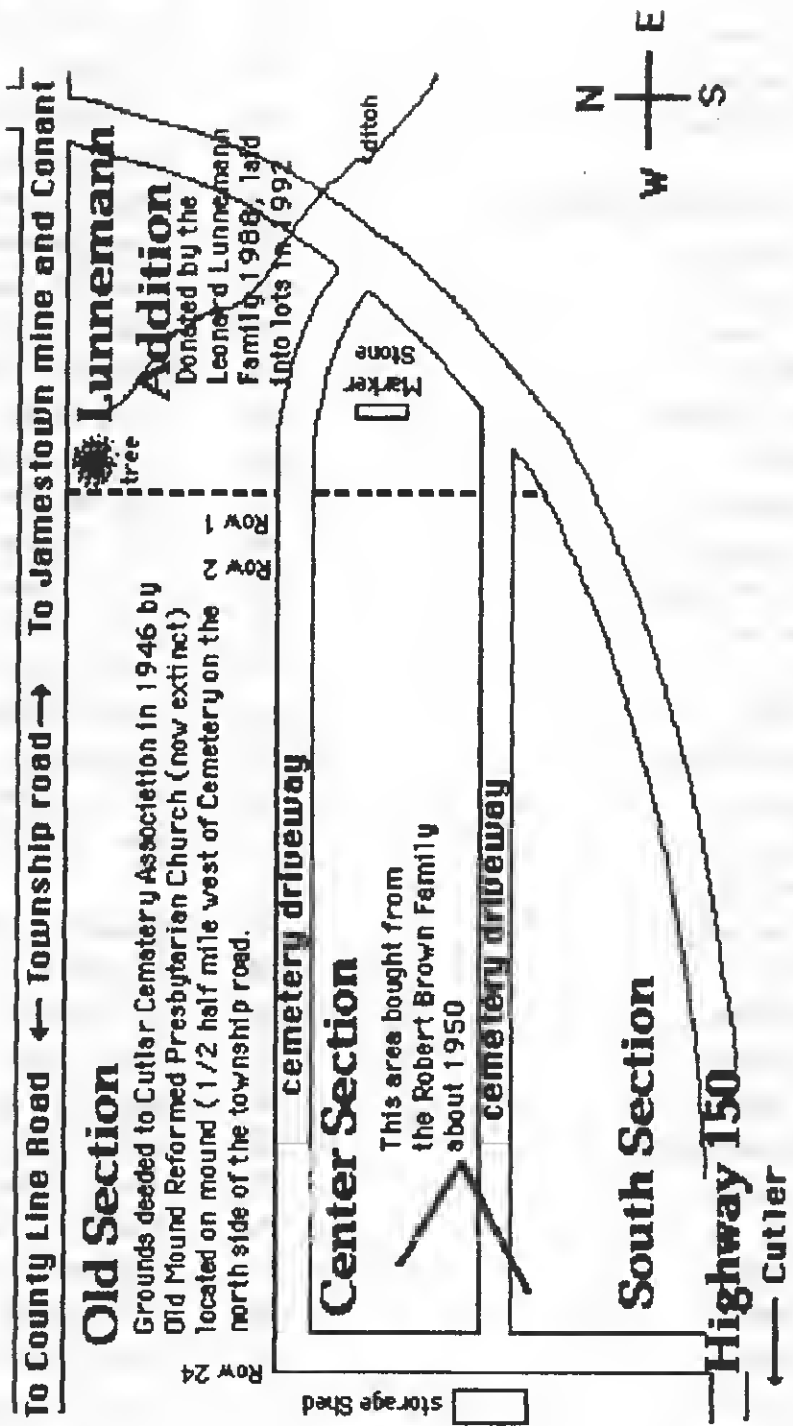 To County Line Road ← Township road → To Jamestown mine and Conant
Old Section
Grounds deeded to Cutlar Cematery Association in 1946 by
Old Mound Reformed Presbyterian Church (now extinct)
located on mound (1/2 half mile west of Cemetery on the
north side of the township road.
Row 24
Row 2
Row 1
tree
Lunnemann
Addition
Donated by the
Leonard Lunnemann
Family 1988, laid
into lots in 1992
ditch
cemetery driveway
Center Section
This area bought from
the Robert Brown Family
about 1950
Marker
Stone
cemetery driveway
storage Shed
South Section
Highway 150
← Cutler
N
W E
S